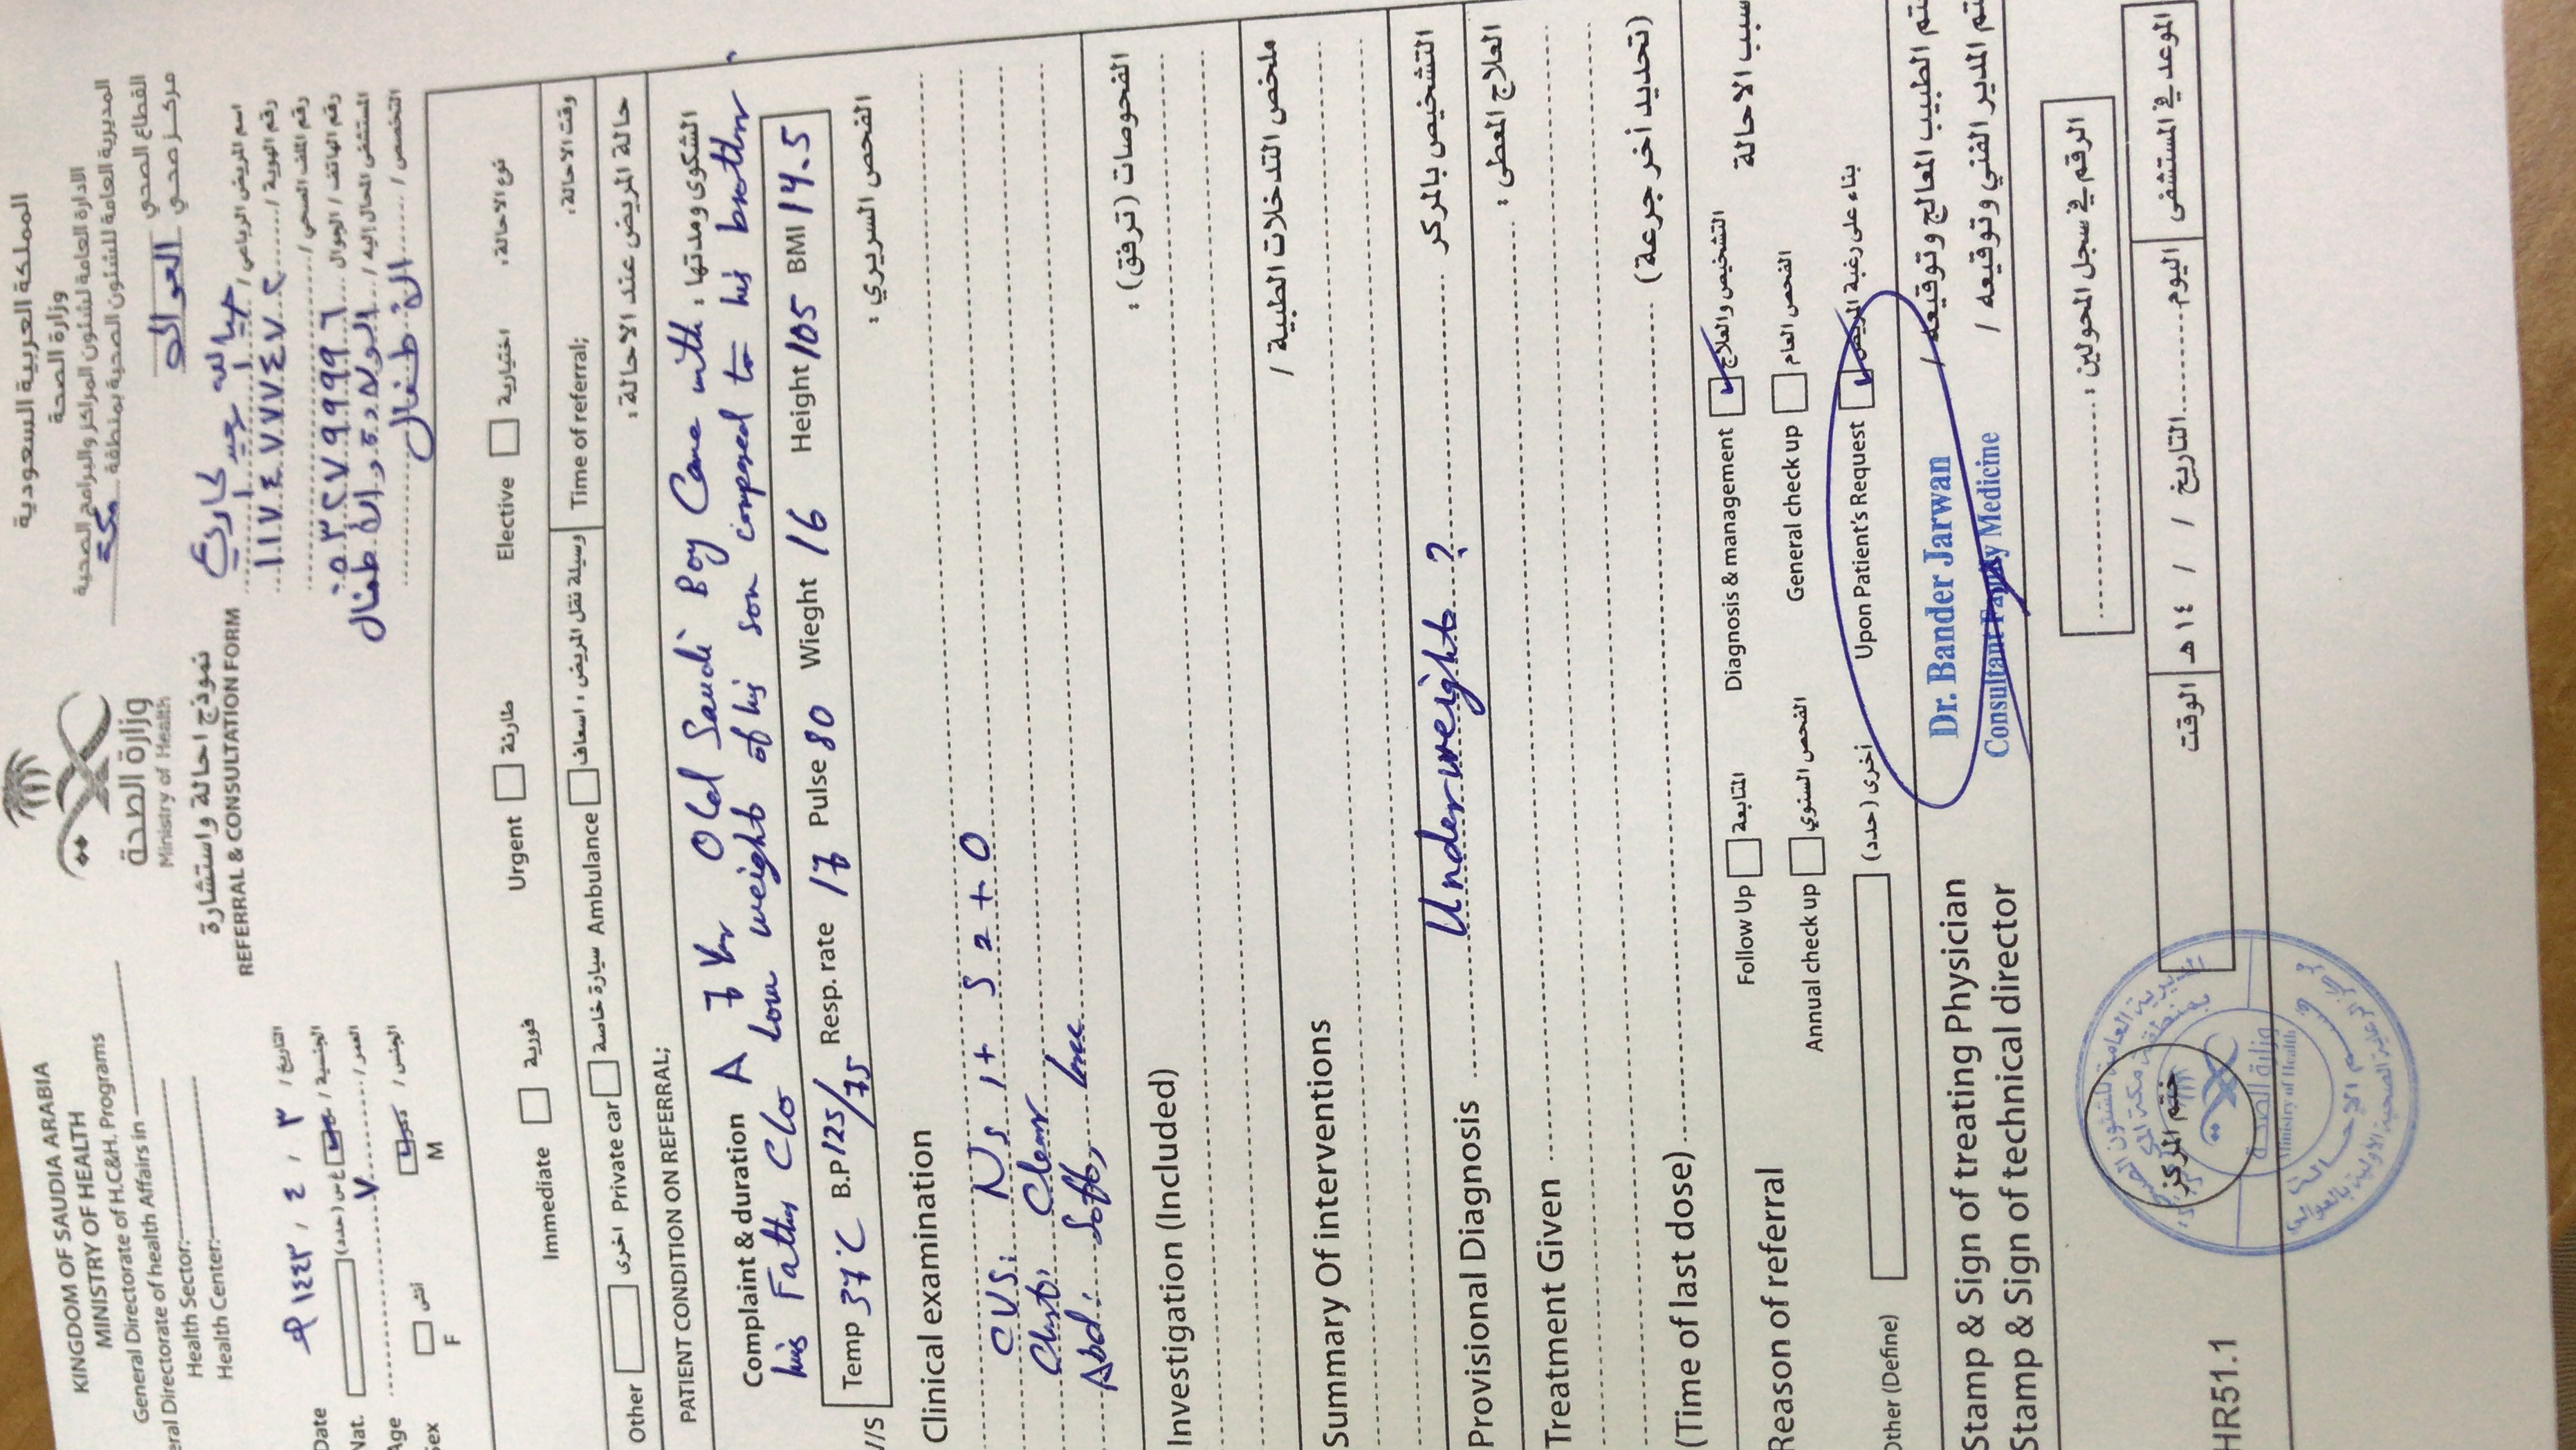 KINGDOM OF SAUDIA ARABIA
MINISTRY OF HEALTH
General Directorate of H.C&H. Programs
eral Directorate of health Affairs in
Health Sector:
Health Center:
وزارة الصحة
Ministry of Health
نموذج احالة واستشارة
REFERRAL & CONSULTATION FORM
المملكة العربية السعودية
وزارة الصحة
الادارة العامة لشئون المراكز والبرامج الصحية
المديرية العامة للشئون الصحية بمنطقة مكة
القطاع الصحي
مركز صحي العوالي
اسم المريض الرباعي / سعيد
رقم الهوية / ١١٧٤٧٧٧٤٧٢
رقم الملف الصحي /
رقم الهاتف / الجوال ٠٥٣٢٧٩٩٩٩٦
المستشفى المحال إليه / الولادة و الأطفال
التخصص / الأطفال
Date ٣ / ٤ / ١٤٤٣ هـ التاريخ /
Nat. غ س (حدد) س الجنسية /
Age ٧ العمر /
Sex أنثى F ذكر M الجنس /
Immediate فورية Urgent طارئة Elective اختيارية نوع الاحالة:
Other اخرى Private car سيارة خاصة Ambulance وسيلة نقل المريض : اسعاف Time of referral; وقت الاحالة:
PATIENT CONDITION ON REFERRAL; حالة المريض عند الاحالة :
Complaint & duration A 7 Yr Old Saudi Boy Came with الشكوى ومدتها :
his Father C/o low weight of his son compared to his brother
V/S Temp 37°C B.P 125/75 Resp. rate 17 Pulse 80 Wieght 16 Height 105 BMI 14.5
Clinical examination الفحص السريري :
CVS: NS 1 + S 2 + 0
Chest: Clear
Abd: Soft, lax
Investigation (Included) الفحوصات (ترفق) :
Summary Of interventions ملخص التدخلات الطبية /
Provisional Diagnosis Underweight ? التشخيص بالمركز
Treatment Given العلاج المعطى :
(Time of last dose) (تحديد أخر جرعة)
Reason of referral Follow Up المتابعة Diagnosis & management التشخيص والعلاج سبب الاحالة
Annual check up الفحص السنوي General check up الفحص العام
Other (Define) أخرى (حدد) Upon Patient's Request بناء على رغبة المريض
Stamp & Sign of treating Physician Dr. Bander Jarwan ختم الطبيب المعالج وتوقيعه /
Stamp & Sign of technical director Consultant Family Medicine ختم المدير الفني وتوقيعه /
الرقم في سجل المحولين :
الموعد في المستشفى اليوم التاريخ / / ١٤هـ الوقت
HR51.1
ختم المركز
المديرية العامة للشئون الصحية
بمنطقة مكة المكرمة
وزارة الصحة
Ministry of Health
قسم الإحالات
مركز الرعاية الصحية الأولية بالعوالي